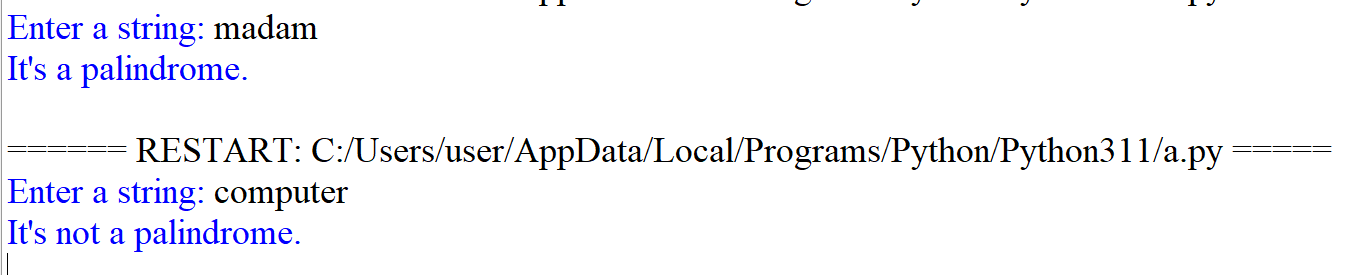 Enter a string: madam
It's a palindrome.
====== RESTART: C:/Users/user/AppData/Local/Programs/Python/Python311/a.py =====
Enter a string: computer
It's not a palindrome.